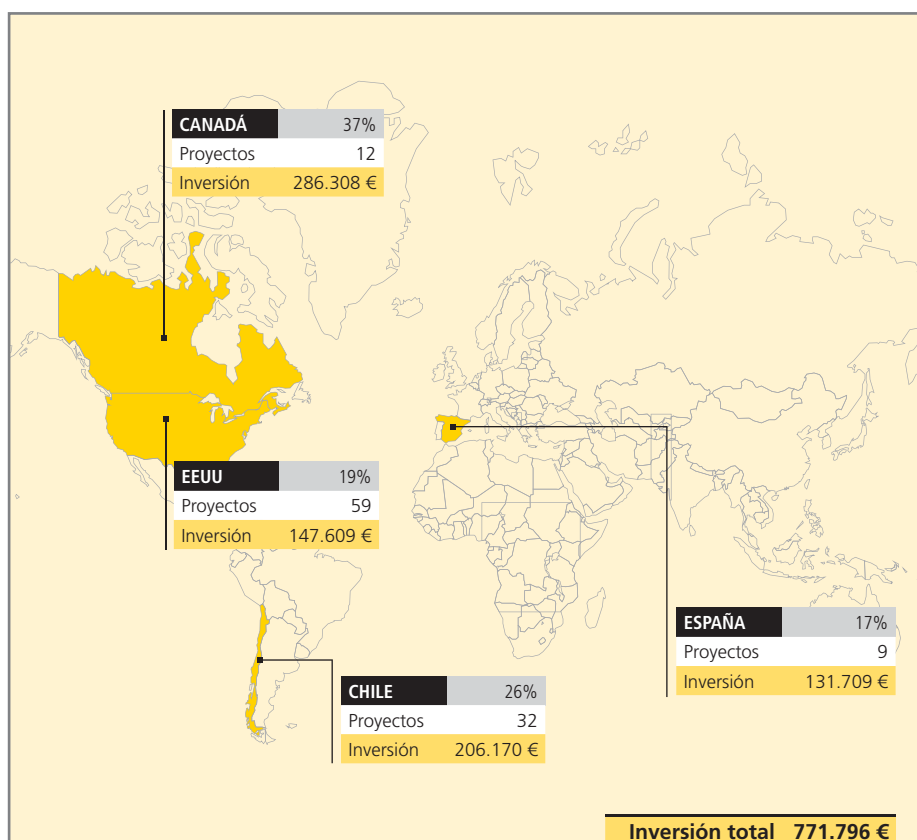 CANADÁ 37%
Proyectos 12
Inversión 286.308 €
EEUU 19%
Proyectos 59
Inversión 147.609 €
ESPAÑA 17%
Proyectos 9
Inversión 131.709 €
CHILE 26%
Proyectos 32
Inversión 206.170 €
Inversión total 771.796 €